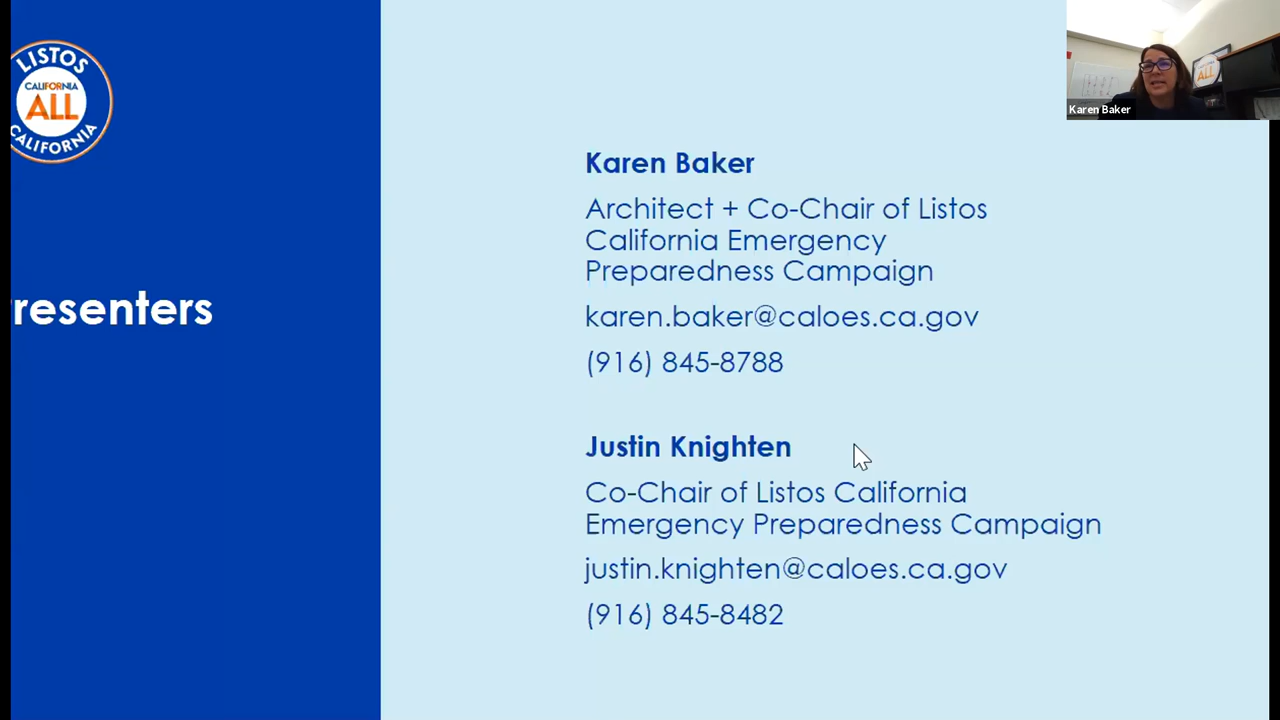 LISTOS
CALIFORNIA
ALL
CALIFORNIA
resenters
Karen Baker
Architect + Co-Chair of Listos
California Emergency
Preparedness Campaign
karen.baker@caloes.ca.gov
(916) 845-8788
Justin Knighten
Co-Chair of Listos California
Emergency Preparedness Campaign
justin.knighten@caloes.ca.gov
(916) 845-8482
ALL
Karen Baker